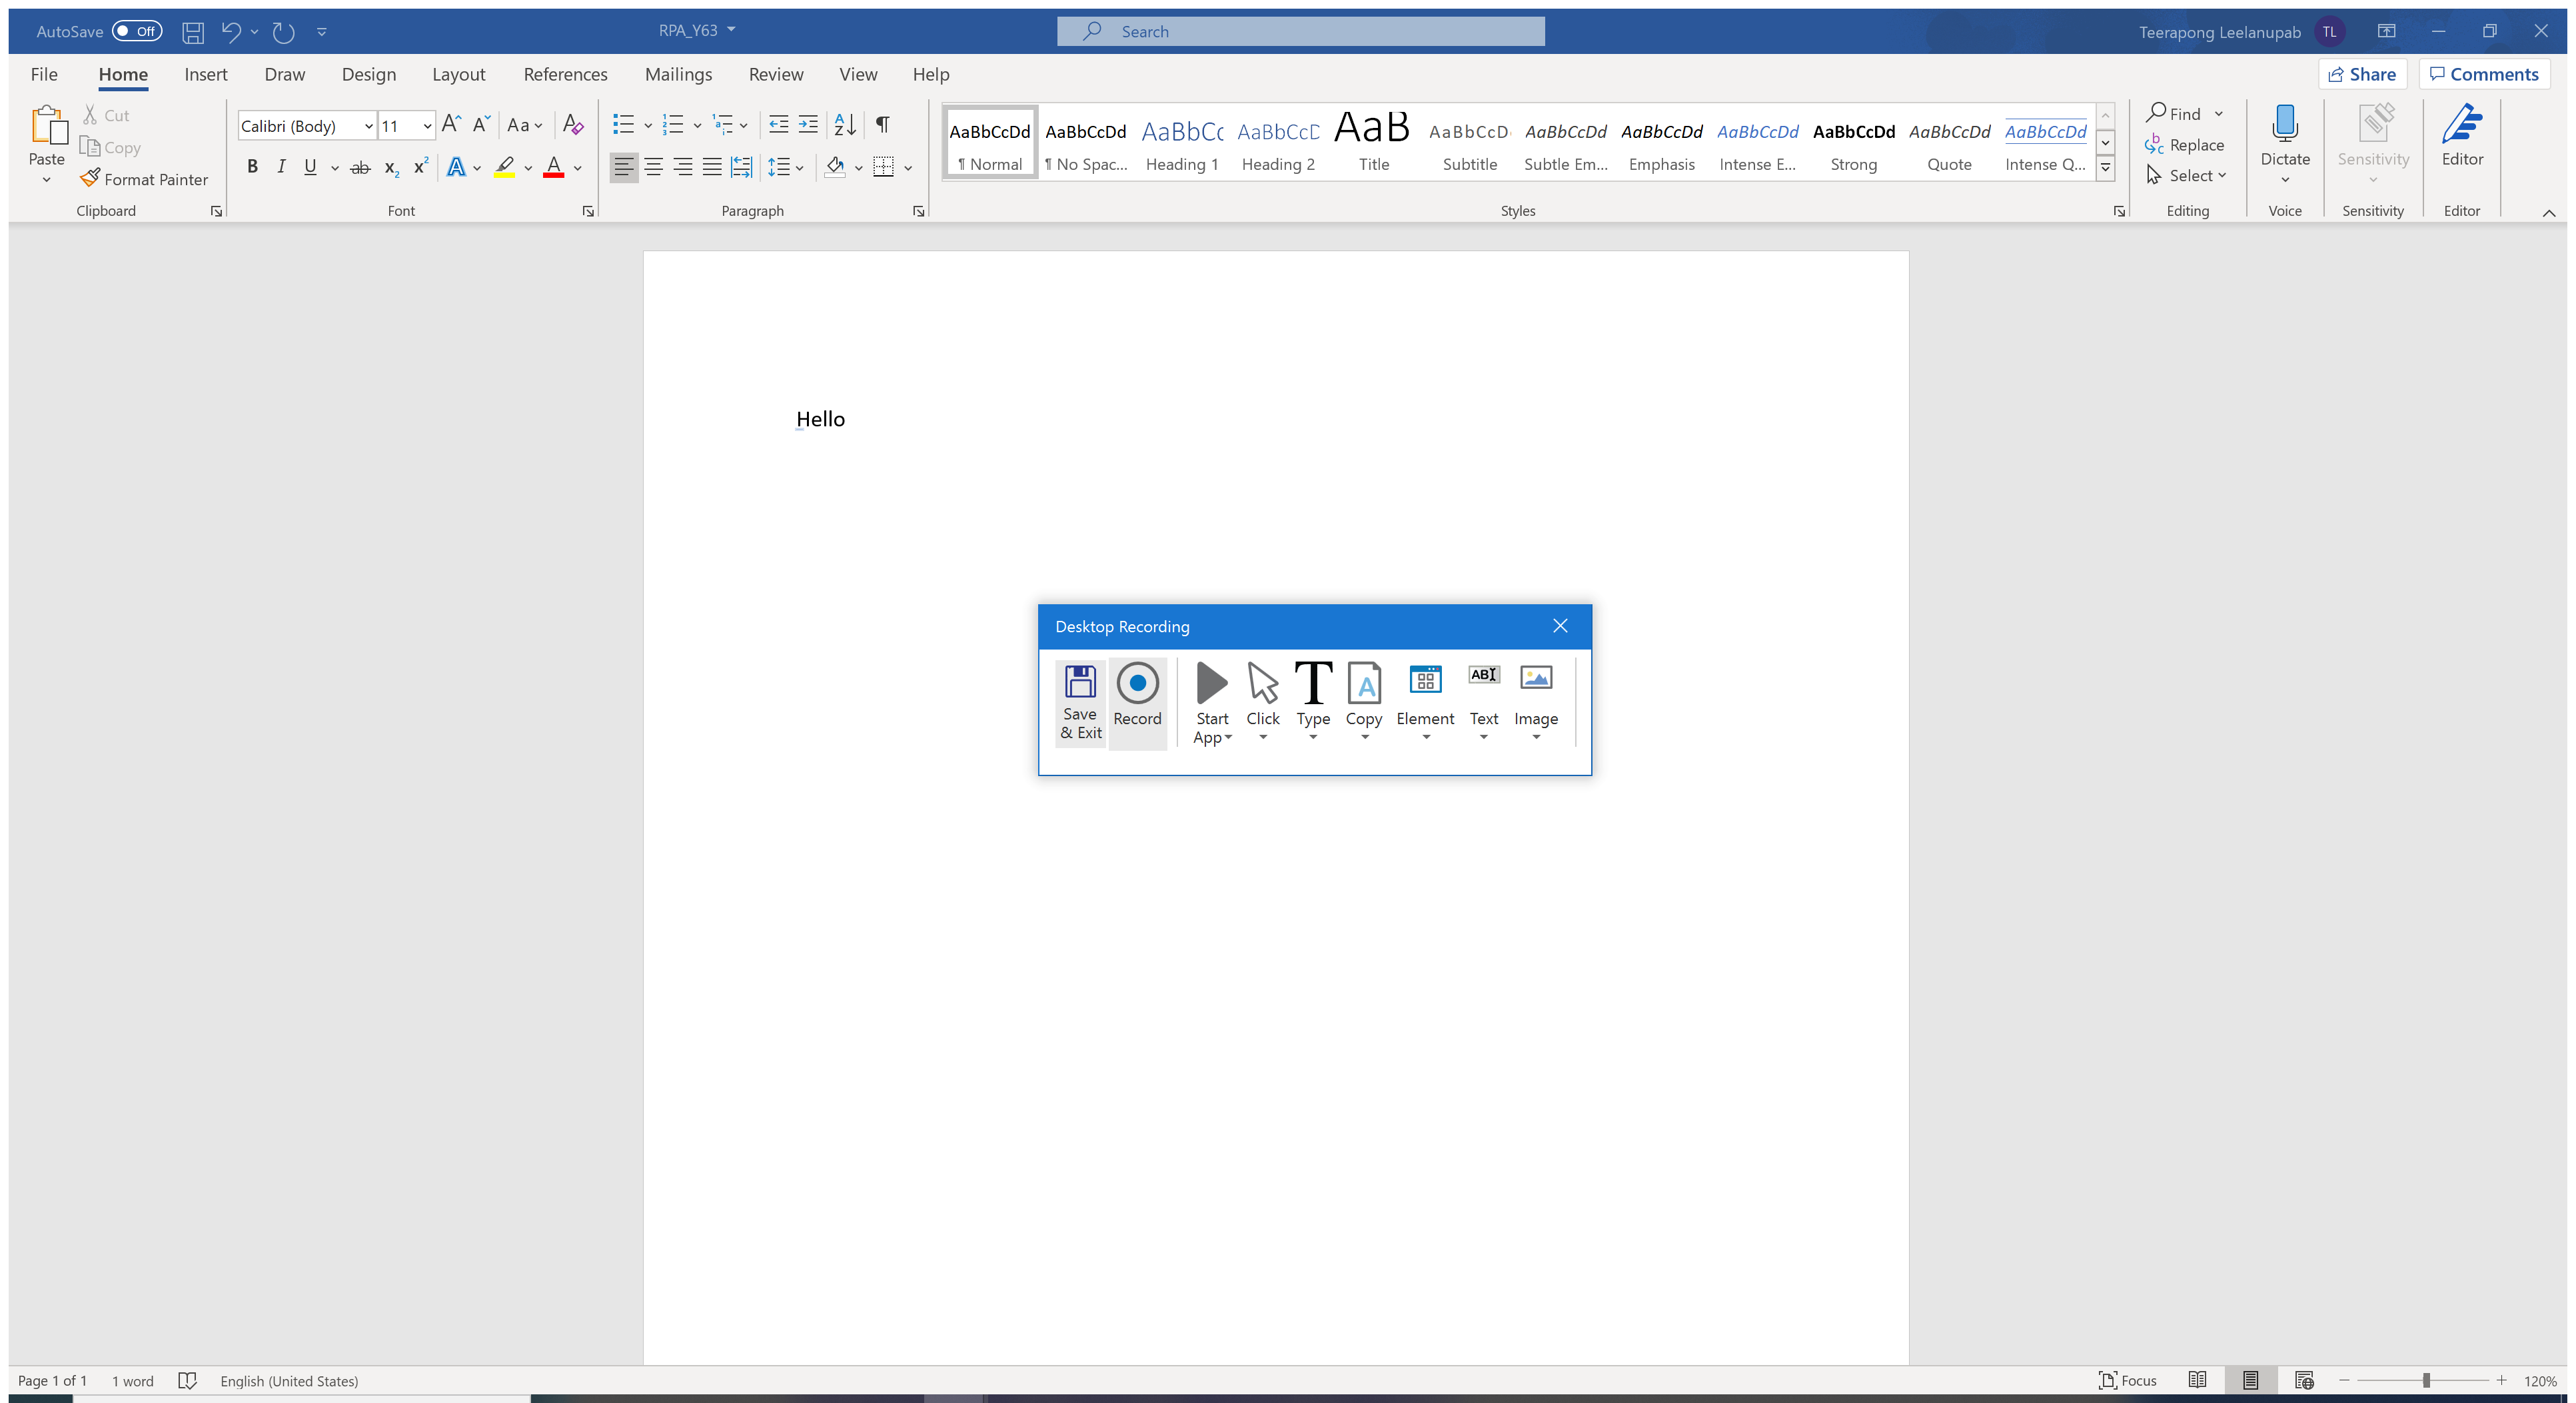 AutoSave Off RPA_Y63 Search Teerapong Leelanupab TL
File Home Insert Draw Design Layout References Mailings Review View Help Share Comments
Paste
Cut
Copy
Format Painter
Clipboard
Calibri (Body) 11
Font
Paragraph
AaBbCcDd AaBbCcDd AaBbCc AaBbCcD AaB AaBbCcD AaBbCcDd AaBbCcDd AaBbCcDd AaBbCcDd AaBbCcDd AaBbCcDd
¶ Normal ¶ No Spac... Heading 1 Heading 2 Title Subtitle Subtle Em... Emphasis Intense E... Strong Quote Intense Q...
Styles
Find
Replace
Select
Editing
Dictate
Voice
Sensitivity
Sensitivity
Editor
Editor
Hello
Desktop Recording
Save & Exit
Record
Start App
Click
Type
Copy
Element
Text
Image
Page 1 of 1 1 word English (United States) Focus 120%